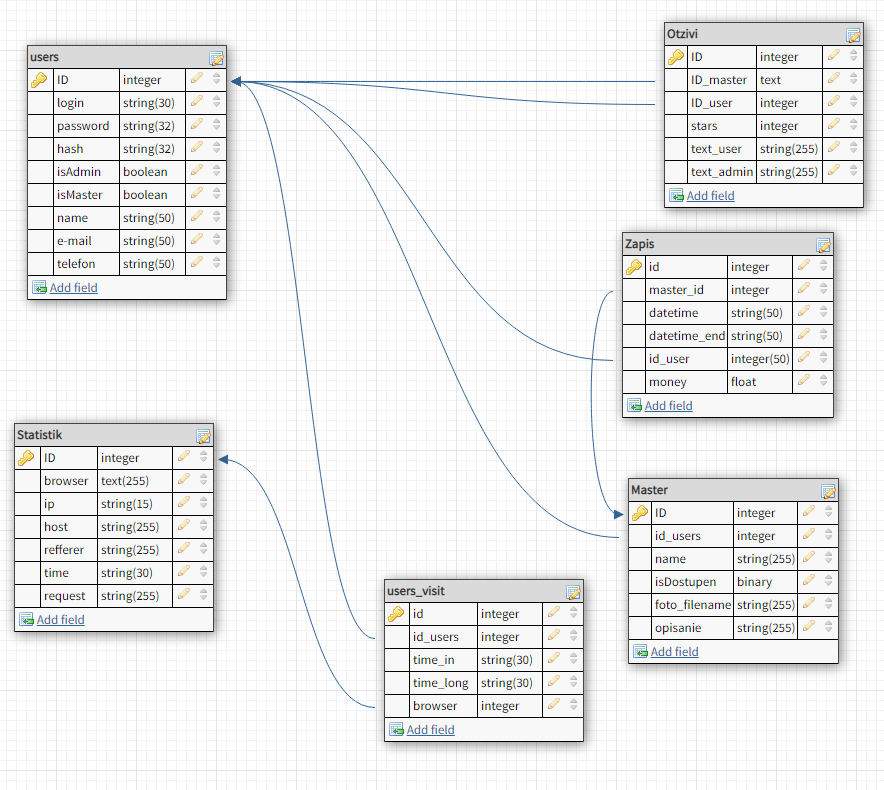 users
ID integer
login string(30)
password string(32)
hash string(32)
isAdmin boolean
isMaster boolean
name string(50)
e-mail string(50)
telefon string(50)
Add field
Otzivi
ID integer
ID_master text
ID_user integer
stars integer
text_user string(255)
text_admin string(255)
Add field
Zapis
id integer
master_id integer
datetime string(50)
datetime_end string(50)
id_user integer(50)
money float
Add field
Statistik
ID integer
browser text(255)
ip string(15)
host string(255)
refferer string(255)
time string(30)
request string(255)
Add field
Master
ID integer
id_users integer
name string(255)
isDostupen binary
foto_filename string(255)
opisanie string(255)
Add field
users_visit
id integer
id_users integer
time_in string(30)
time_long string(30)
browser integer
Add field